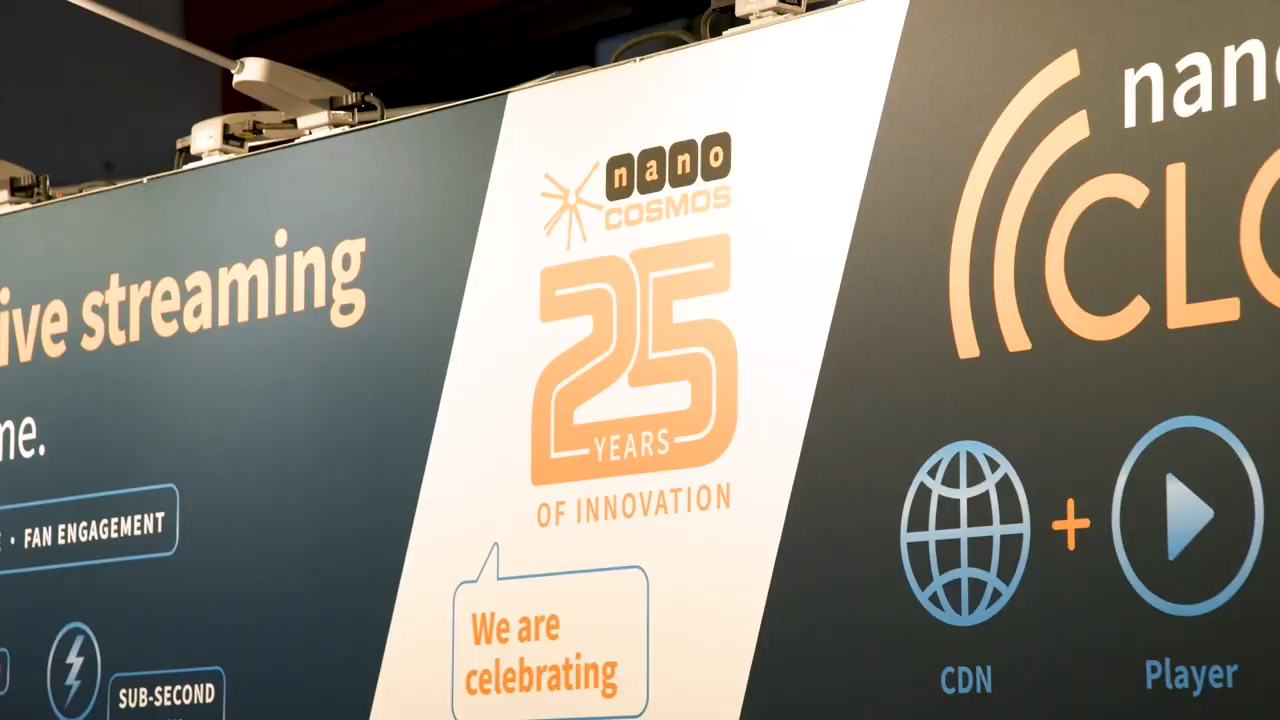 ive streaming
me.
· FAN ENGAGEMENT
SUB-SECOND
nano
COSMOS
25
YEARS
OF INNOVATION
We are
celebrating
nano
CLO
CDN
+
Player